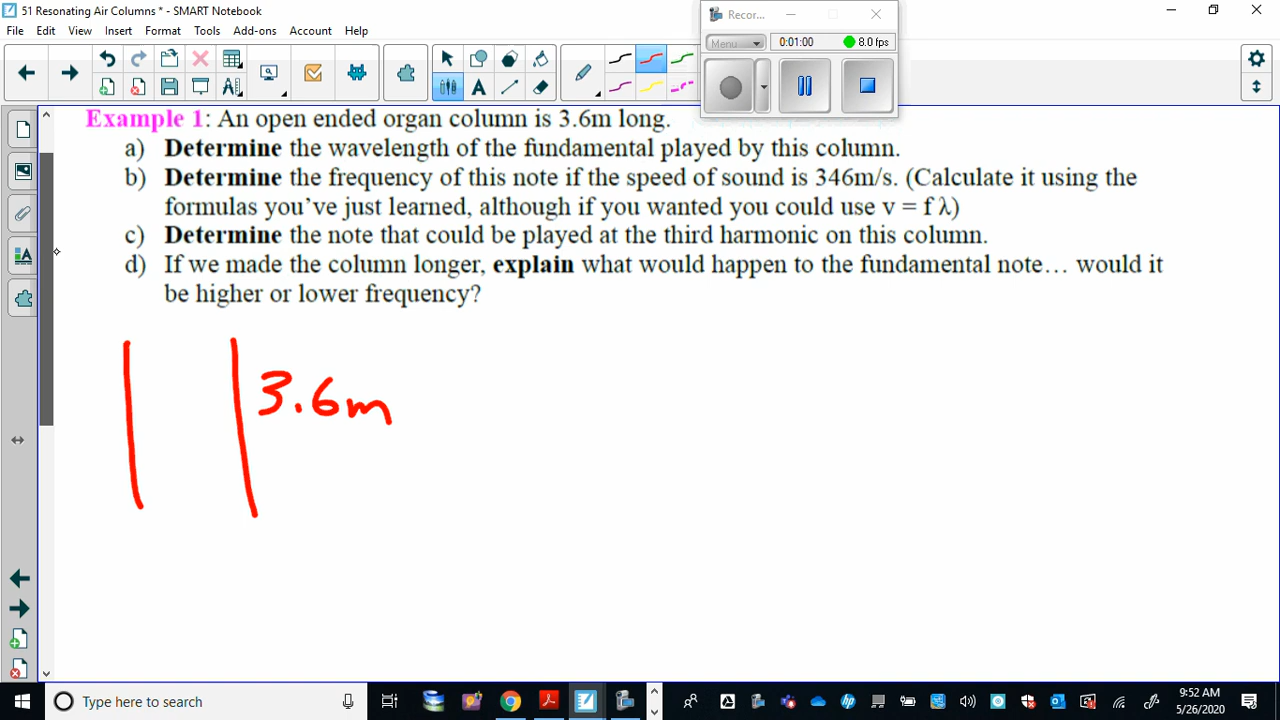 51 Resonating Air Columns * - SMART Notebook
Recor...
File Edit View Insert Format Tools Add-ons Account Help
Menu
0:01:00
8.0 fps
Example 1: An open ended organ column is 3.6m long.
a) Determine the wavelength of the fundamental played by this column.
b) Determine the frequency of this note if the speed of sound is 346m/s. (Calculate it using the
formulas you've just learned, although if you wanted you could use v = f λ)
c) Determine the note that could be played at the third harmonic on this column.
d) If we made the column longer, explain what would happen to the fundamental note… would it
be higher or lower frequency?
3.6m
Type here to search
9:52 AM
5/26/2020